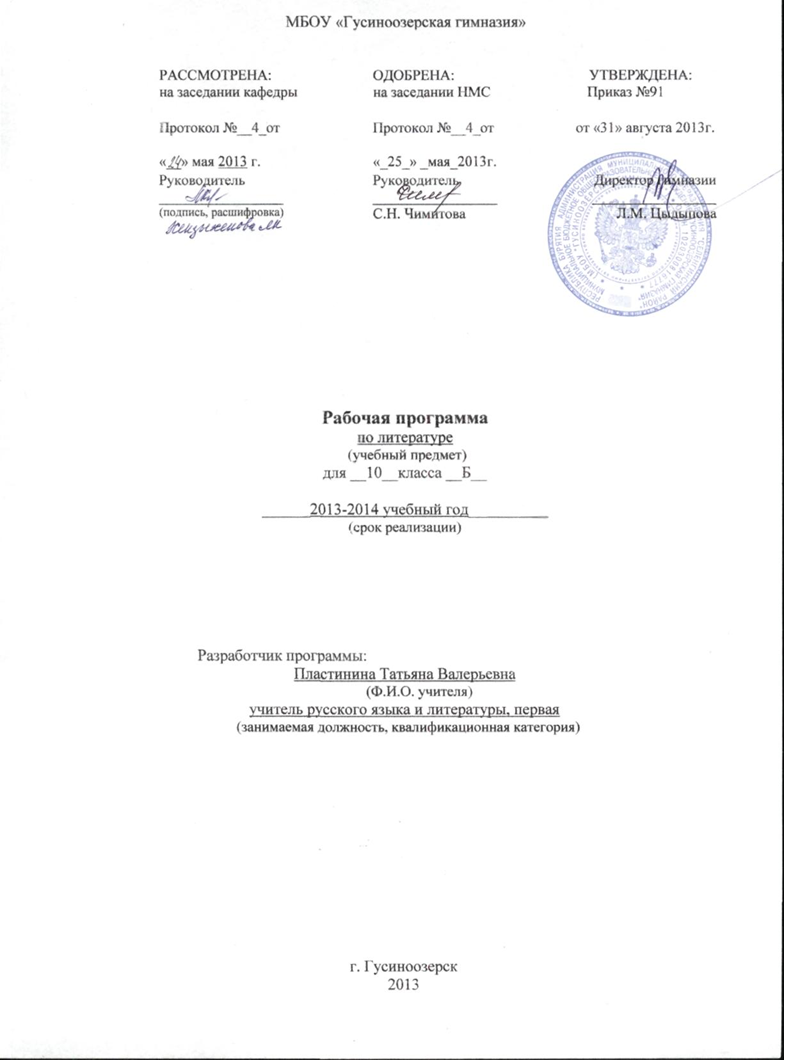 МБОУ «Гусиноозерская гимназия»
РАССМОТРЕНА:
на заседании кафедры
Протокол №__4_от
«24» мая 2013 г.
Руководитель
(подпись, расшифровка)
ОДОБРЕНА:
на заседании НМС
Протокол №__4_от
«_25_» _мая_2013г.
Руководитель
С.Н. Чимитова
УТВЕРЖДЕНА:
Приказ №91
от «31» августа 2013г.
Директор гимназии
Л.М. Цыдыпова
Рабочая программа
по литературе
(учебный предмет)
для __10__класса __Б__
2013-2014 учебный год
(срок реализации)
Разработчик программы:
Пластинина Татьяна Валерьевна
(Ф.И.О. учителя)
учитель русского языка и литературы, первая
(занимаемая должность, квалификационная категория)
г. Гусиноозерск
2013